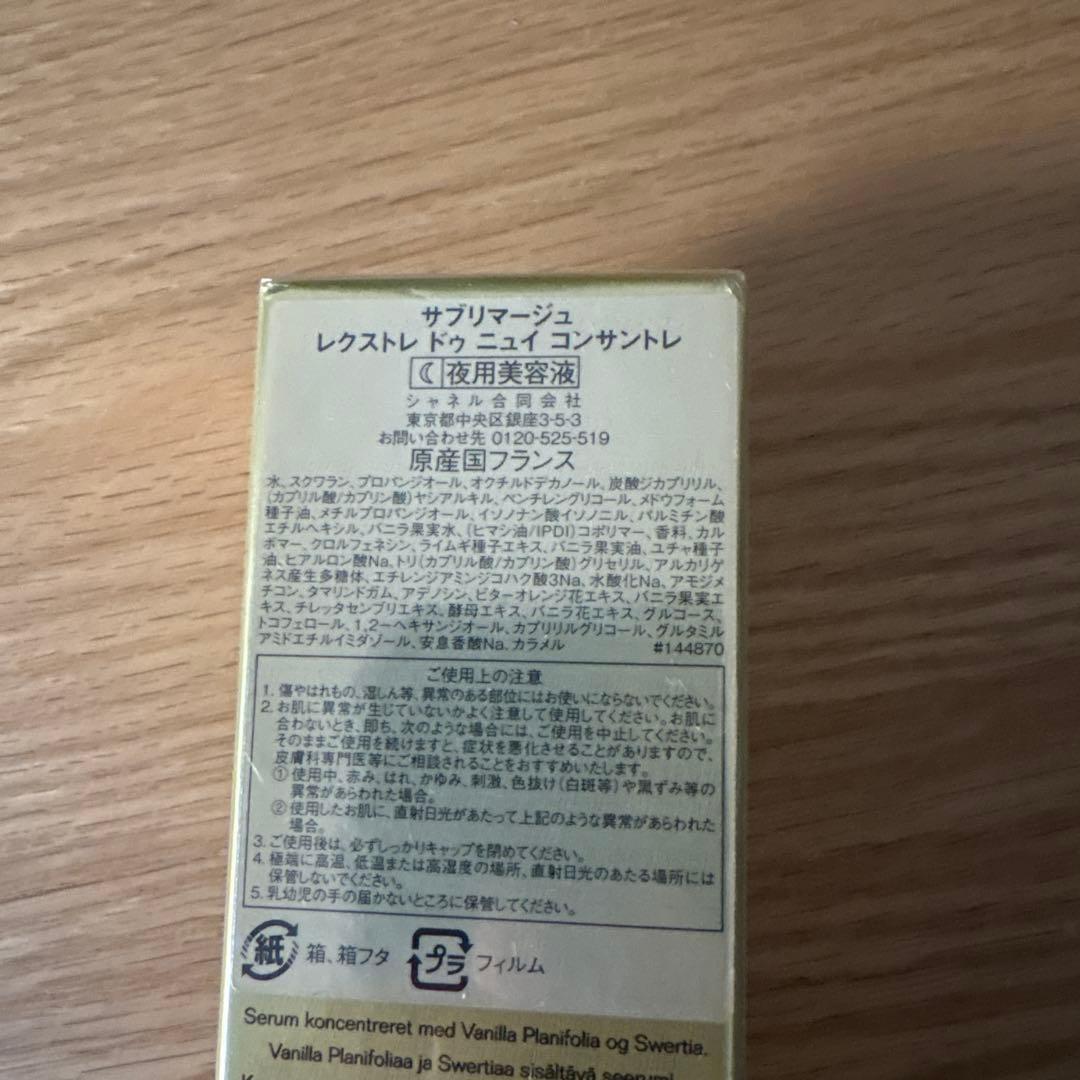 サブリマージュ
レクストレ ドゥ ニュイ コンサントレ
夜用美容液
シャネル合同会社
東京都中央区銀座3-5-3
お問い合わせ先 0120-525-519
原産国フランス
水、スクワラン、プロパンジオール、オクチルドデカノール、炭酸ジカプリリル、
(カプリル酸/カプリン酸)ヤシアルキル、ペンチレングリコール、メドウフォーム
種子油、メチルプロパンジオール、イソノナン酸イソノニル、パルミチン酸
エチルヘキシル、バニラ果実水、(ヒマシ油/IPDI)コポリマー、香料、カル
ボマー、クロルフェネシン、ライムギ種子エキス、バニラ果実油、ユチャ種子
油、ヒアルロン酸Na、トリ(カプリル酸/カプリン酸)グリセリル、アルカリゲ
ネス産生多糖体、エチレンジアミンジコハク酸3Na、水酸化Na、アモジメ
チコン、タマリンドガム、アデノシン、ビターオレンジ花エキス、バニラ果実エ
キス、チレッタセンブリエキス、酵母エキス、バニラ花エキス、グルコース、
トコフェロール、1,2-ヘキサンジオール、カプリリルグリコール、グルタミル
アミドエチルイミダゾール、安息香酸Na、カラメル #144870
ご使用上の注意
1. 傷やはれもの、湿しん等、異常のある部位にはお使いにならないでください。
2. お肌に異常が生じていないかよく注意して使用してください。お肌に
合わないとき、即ち、次のような場合には、ご使用を中止してください。
そのままご使用を続けますと、症状を悪化させることがありますので、
皮膚科専門医等にご相談されることをおすすめいたします。
① 使用中、赤み、はれ、かゆみ、刺激、色抜け(白斑等)や黒ずみ等の
異常があらわれた場合。
② 使用したお肌に、直射日光があたって上記のような異常があらわれた
場合。
3. ご使用後は、必ずしっかりキャップを閉めてください。
4. 極端に高温、低温または高湿度の場所、直射日光のあたる場所には
保管しないでください。
5. 乳幼児の手の届かないところに保管してください。
紙 箱、箱フタ プラ フィルム
Serum koncentreret med Vanilla Planifolia og Swertia.
Vanilla Planifoliaa ja Swertiaa sisältävä seerumi